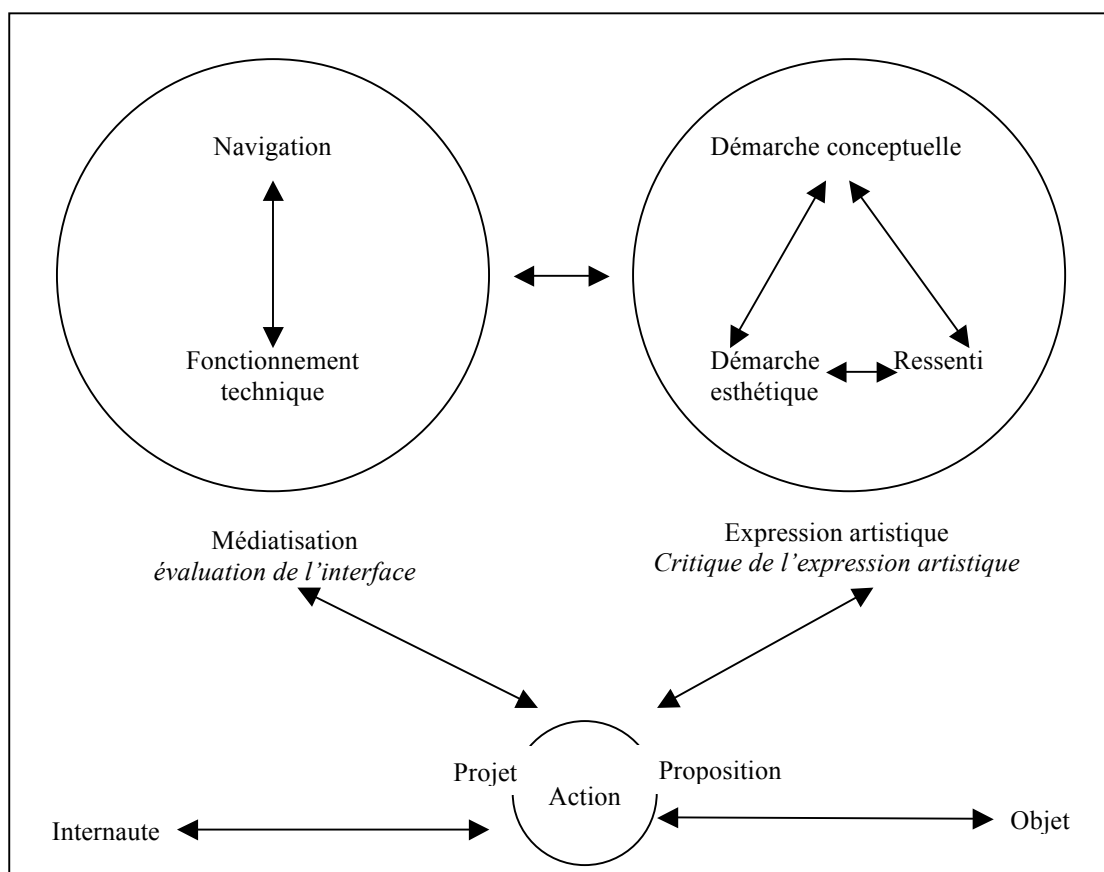 Navigation
Fonctionnement
technique
Démarche conceptuelle
Démarche
esthétique
Ressenti
Médiatisation
évaluation de l’interface
Expression artistique
Critique de l’expression artistique
Projet
Action
Proposition
Internaute
Objet